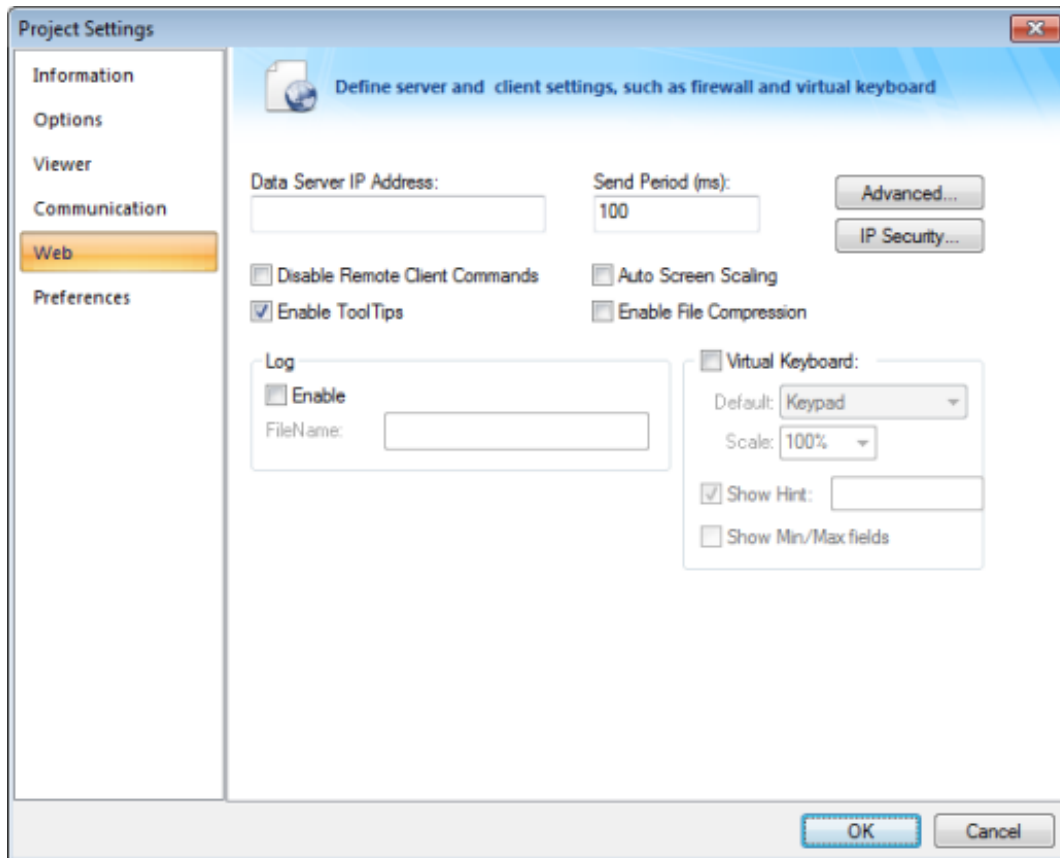 Project Settings
Information
Options
Viewer
Communication
Web
Preferences
Define server and client settings, such as firewall and virtual keyboard
Data Server IP Address:
Send Period (ms):
100
Advanced...
IP Security...
Disable Remote Client Commands
Auto Screen Scaling
Enable ToolTips
Enable File Compression
Log
Enable
FileName:
Virtual Keyboard:
Default: Keypad
Scale: 100%
Show Hint:
Show Min/Max fields
OK
Cancel